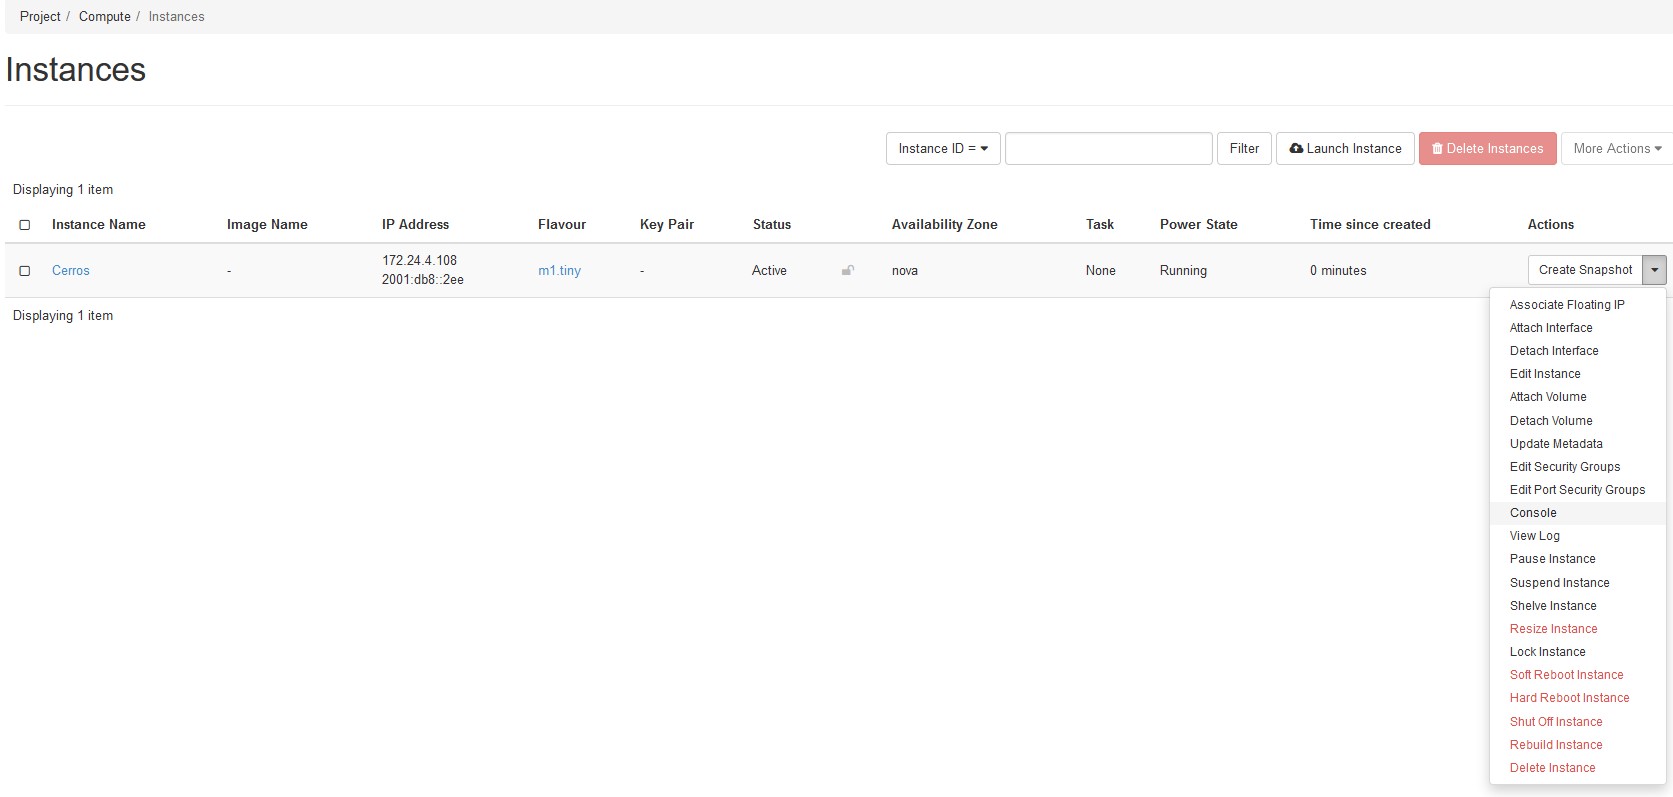 Project / Compute / Instances
Instances
Instance ID = Filter Launch Instance Delete Instances More Actions
Displaying 1 item
Instance Name Image Name IP Address Flavour Key Pair Status Availability Zone Task Power State Time since created Actions
Cerros - 172.24.4.108 m1.tiny - Active nova None Running 0 minutes Create Snapshot
2001:db8::2ee
Displaying 1 item
Associate Floating IP
Attach Interface
Detach Interface
Edit Instance
Attach Volume
Detach Volume
Update Metadata
Edit Security Groups
Edit Port Security Groups
Console
View Log
Pause Instance
Suspend Instance
Shelve Instance
Resize Instance
Lock Instance
Soft Reboot Instance
Hard Reboot Instance
Shut Off Instance
Rebuild Instance
Delete Instance